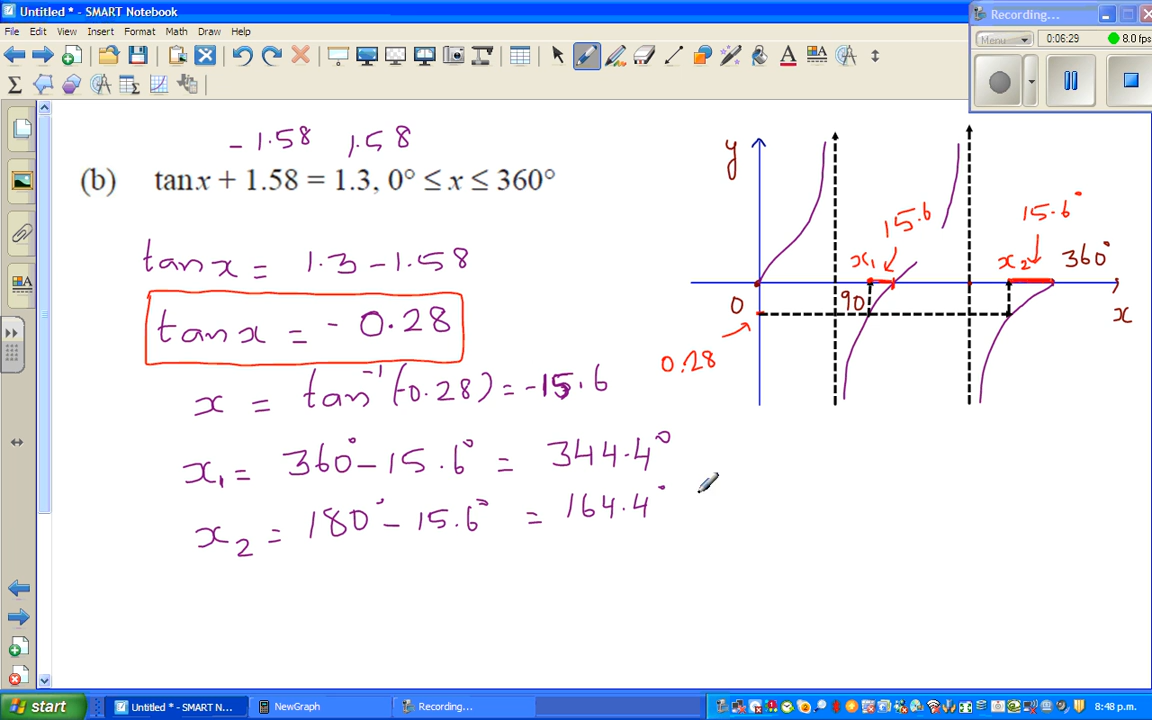 Untitled * - SMART Notebook
File Edit View Insert Format Math Draw Help
Recording...
Menu
0:06:29
8.0 fps
- 1.58 1.58
(b) tan x + 1.58 = 1.3, 0° ≤ x ≤ 360°
tan x = 1.3 - 1.58
tan x = - 0.28
x = tan⁻¹(-0.28) = -15.6
x₁ = 360° - 15.6° = 344.4°
x₂ = 180° - 15.6° = 164.4°
y
15.6
15.6°
x₁
x₂
360°
0
90
x
0.28
start
Untitled * - SMART N...
NewGraph
Recording...
8:48 p.m.